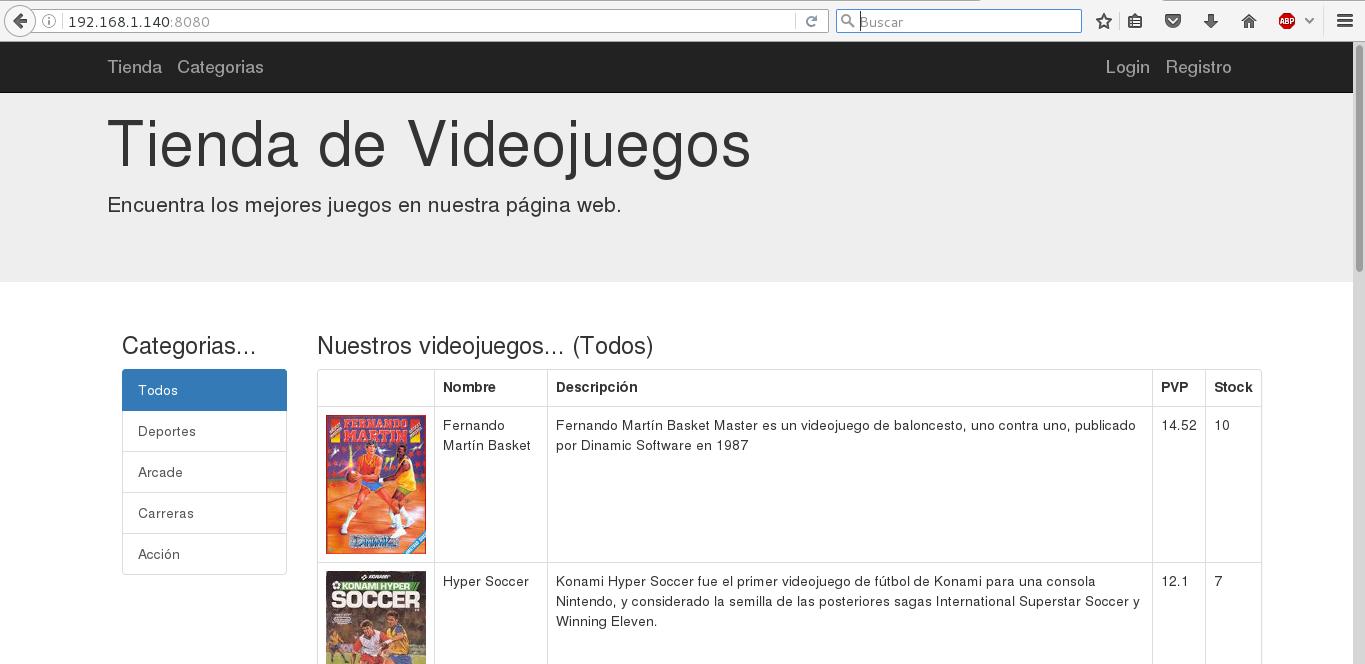 192.168.1.140:8080
Buscar
ABP
Tienda Categorias
Login Registro
Tienda de Videojuegos
Encuentra los mejores juegos en nuestra página web.
Categorias...
Todos
Deportes
Arcade
Carreras
Acción
Nuestros videojuegos... (Todos)
Nombre Descripción PVP Stock
FERNANDO
MARTIN
Fernando
Martín Basket
Fernando Martín Basket Master es un videojuego de baloncesto, uno contra uno, publicado
por Dinamic Software en 1987
14.52
10
KONAMI
KONAMI HYPER
SOCCER
Hyper Soccer
Konami Hyper Soccer fue el primer videojuego de fútbol de Konami para una consola
Nintendo, y considerado la semilla de las posteriores sagas International Superstar Soccer y
Winning Eleven.
12.1
7